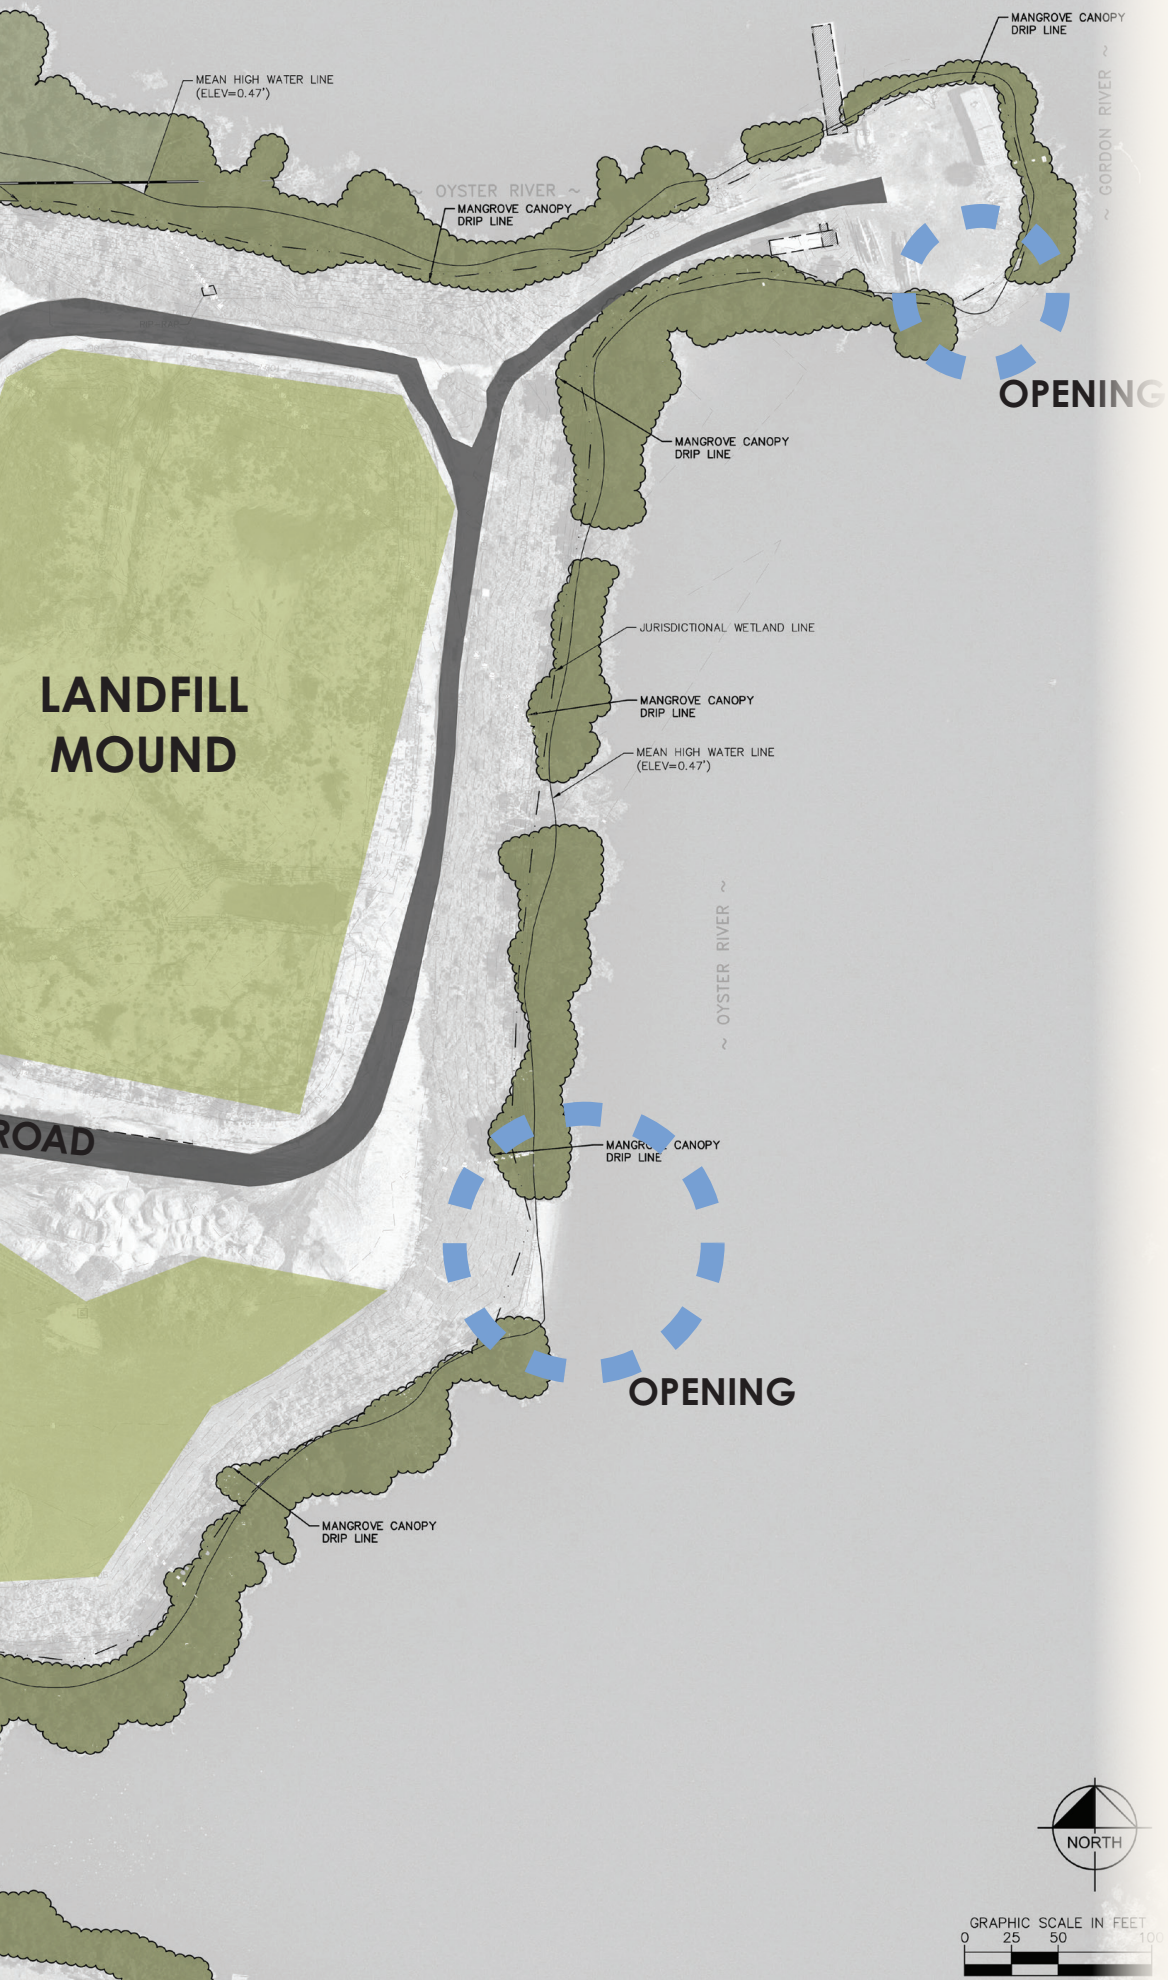 MANGROVE CANOPY
DRIP LINE
~ GORDON RIVER ~
MEAN HIGH WATER LINE
(ELEV=0.47')
~ OYSTER RIVER ~
MANGROVE CANOPY
DRIP LINE
OPENING
MANGROVE CANOPY
DRIP LINE
JURISDICTIONAL WETLAND LINE
LANDFILL
MOUND
MANGROVE CANOPY
DRIP LINE
MEAN HIGH WATER LINE
(ELEV=0.47')
~ OYSTER RIVER ~
ROAD
MANGROVE CANOPY
DRIP LINE
OPENING
MANGROVE CANOPY
DRIP LINE
NORTH
GRAPHIC SCALE IN FEET
0 25 50 100